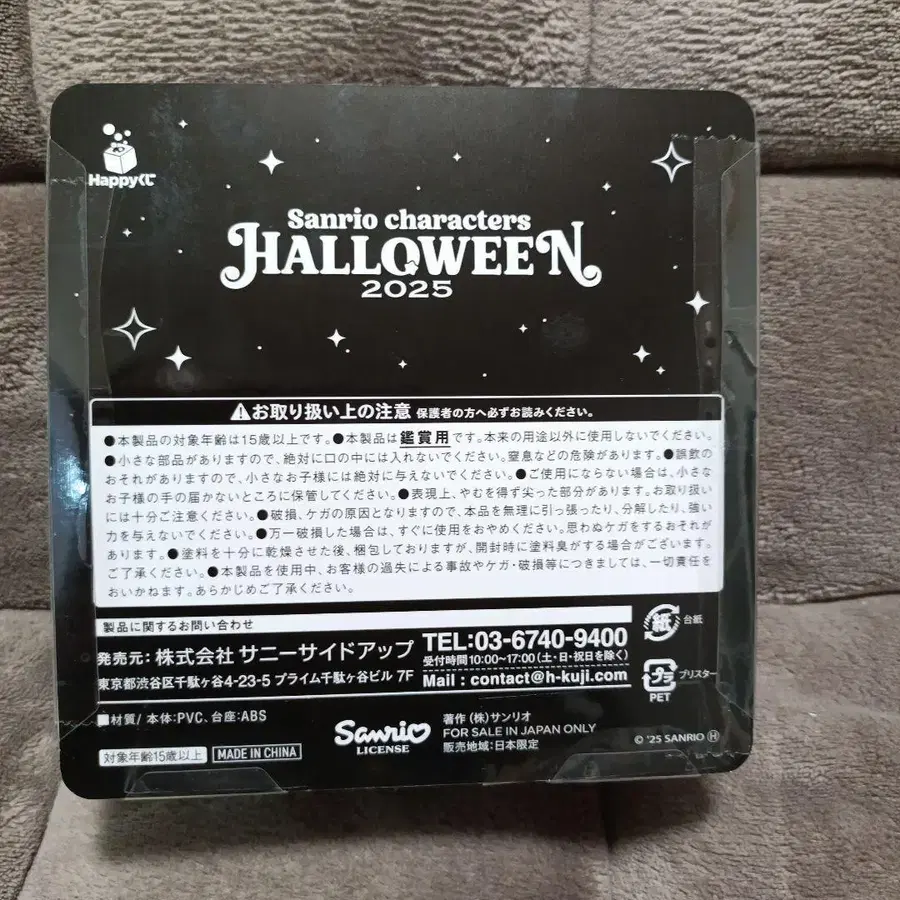 Happyくじ
Sanrio characters
HALLOWEEN
2025
⚠お取り扱い上の注意 保護者の方へ必ずお読みください。
●本製品の対象年齢は15歳以上です。●本製品は鑑賞用です。本来の用途以外に使用しないでください。
●小さな部品がありますので、絶対に口の中には入れないでください。窒息などの危険があります。●誤飲の
おそれがありますので、小さなお子様には絶対に与えないでください。●ご使用にならない場合は、小さな
お子様の手の届かないところに保管してください。●表現上、やむを得ず尖った部分があります。お取り扱い
には十分ご注意ください。●破損、ケガの原因となりますので、本品を無理に引っ張ったり、分解したり、強い
力を与えないでください。●万一破損した場合は、すぐに使用をおやめください。思わぬケガをするおそれが
あります。●塗料を十分に乾燥させた後、梱包しておりますが、開封時に塗料臭がする場合がございます。
ご了承ください。●本製品を使用中、お客様の過失による事故やケガ・破損等につきましては、一切責任を
おいかねます。あらかじめご了承ください。
製品に関するお問い合わせ
発売元：株式会社 サニーサイドアップ
東京都渋谷区千駄ヶ谷4-23-5 プライム千駄ヶ谷ビル 7F
TEL:03-6740-9400
受付時間10:00~17:00(土・日・祝日を除く)
Mail : contact@h-kuji.com
紙 台紙
プラ ブリスター
PET
■材質/ 本体:PVC、台座:ABS
対象年齢15歳以上 MADE IN CHINA
Sanrio
LICENSE
著作 (株)サンリオ
FOR SALE IN JAPAN ONLY
販売地域:日本限定
© '25 SANRIO Ⓗ